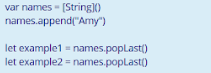 var names = [String]()
names.append("Amy")
let example1 = names.popLast()
let example2 = names.popLast()